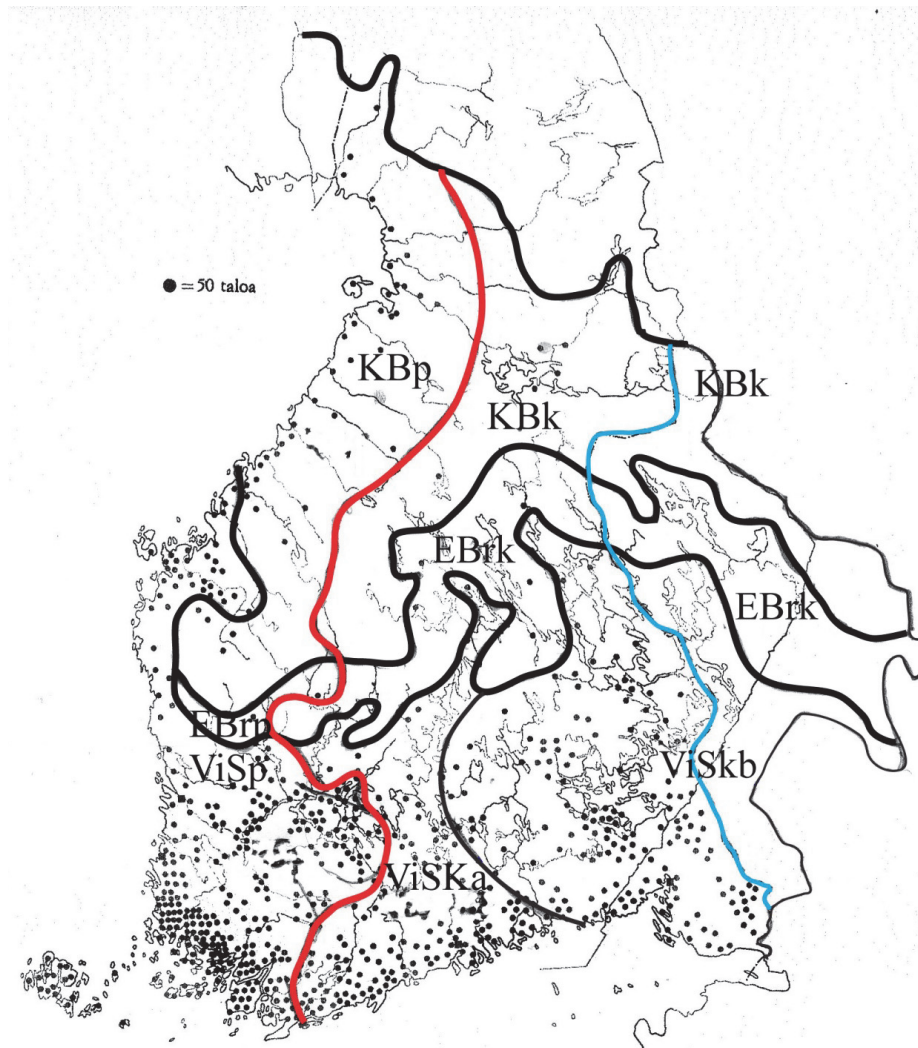 = 50 taloa
KBp
KBk
KBk
EBrk
EBrk
EBrp
ViSp
ViSkb
ViSKa